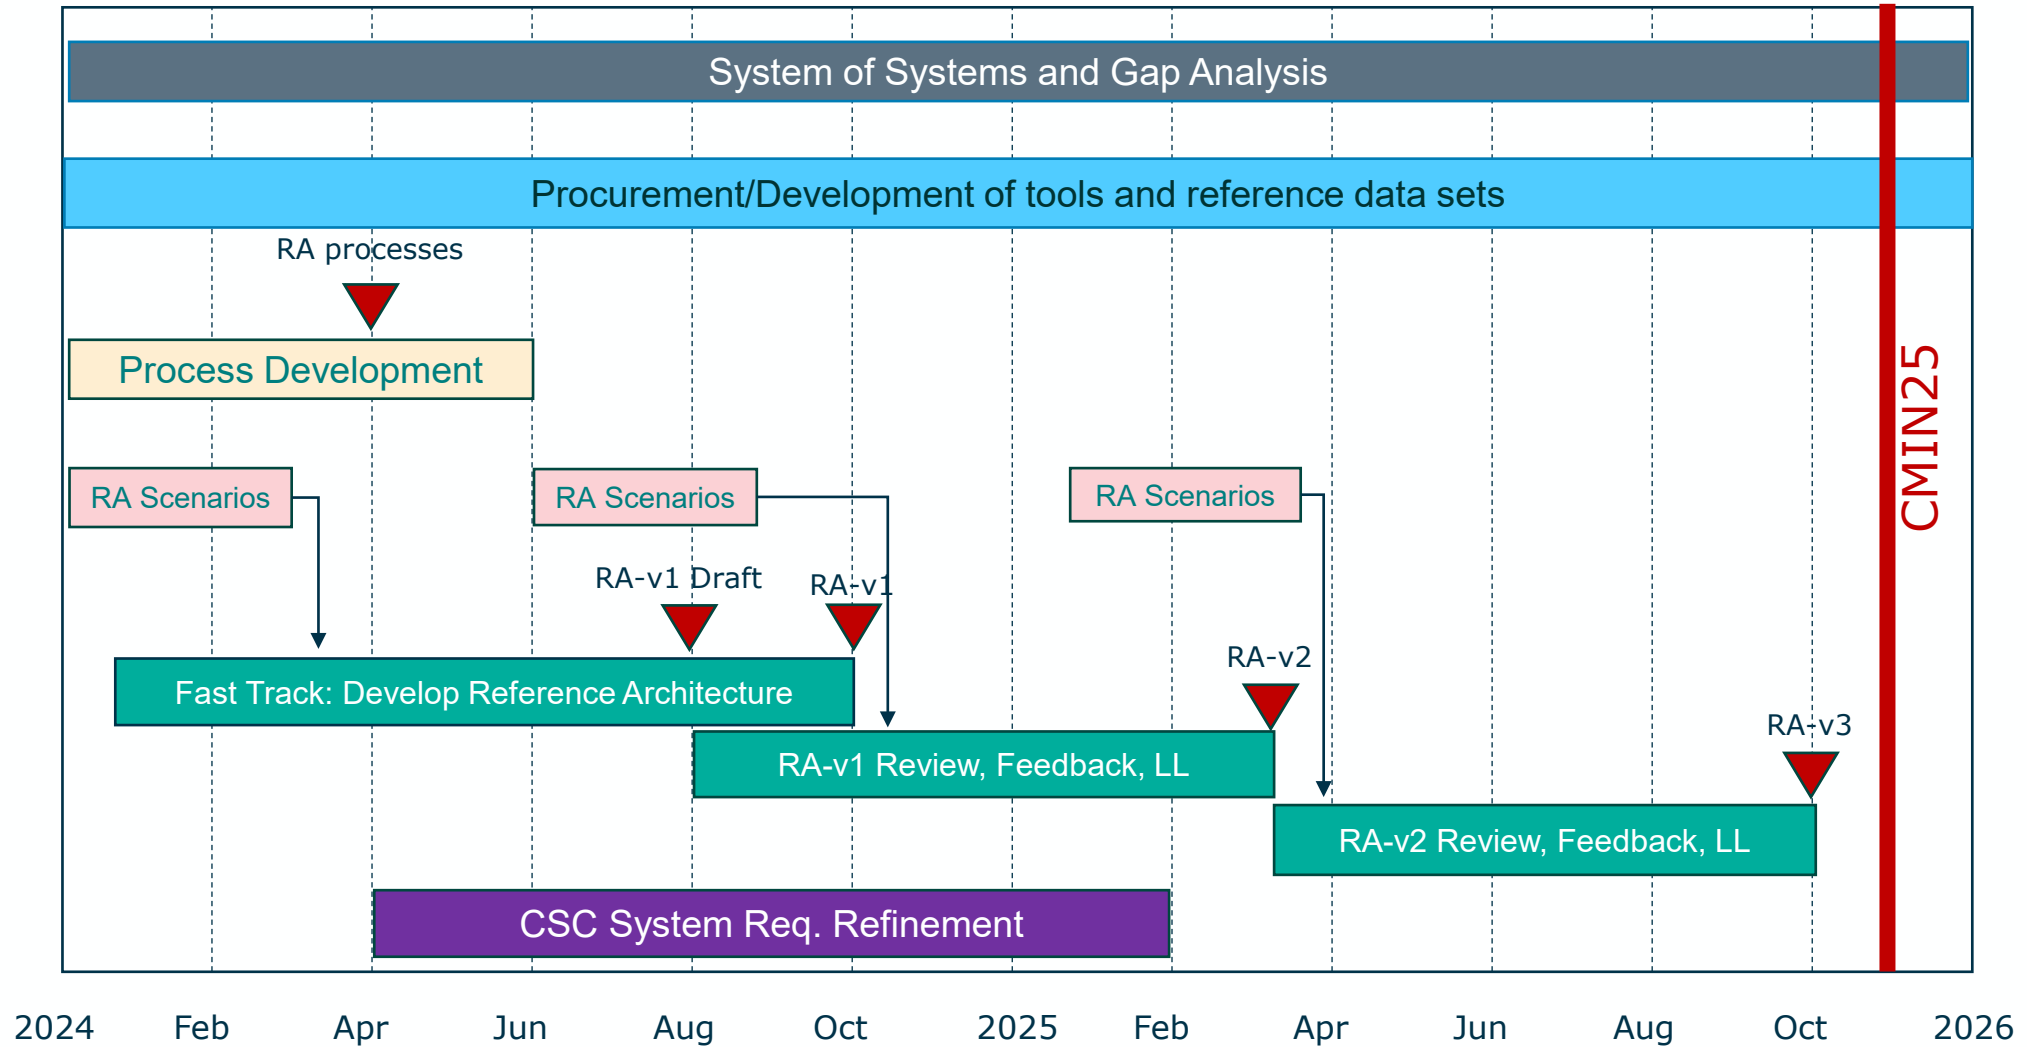 System of Systems and Gap Analysis
Procurement/Development of tools and reference data sets
RA processes
Process Development
CMIN25
RA Scenarios
RA Scenarios
RA Scenarios
RA-v1 Draft
RA-v1
RA-v2
Fast Track: Develop Reference Architecture
RA-v3
RA-v1 Review, Feedback, LL
RA-v2 Review, Feedback, LL
CSC System Req. Refinement
2024 Feb Apr Jun Aug Oct 2025 Feb Apr Jun Aug Oct 2026